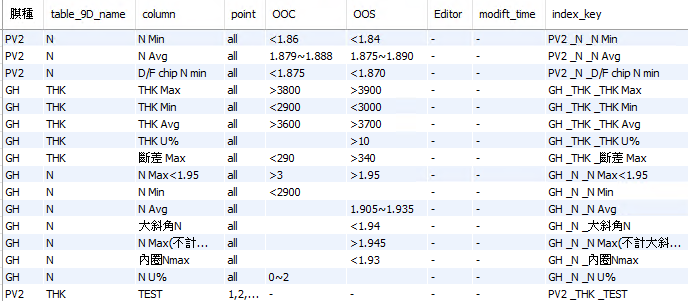 膜種 table_9D_name column point OOC OOS Editor modift_time index_key
PV2 N N Min all <1.86 <1.84 - - PV2 _N _N Min
PV2 N N Avg all 1.879~1.888 1.875~1.890 - - PV2 _N _N Avg
PV2 N D/F chip N min all <1.875 <1.870 - - PV2 _N _D/F chip N min
GH THK THK Max all >3800 >3900 - - GH _THK _THK Max
GH THK THK Min all <2900 <3000 - - GH _THK _THK Min
GH THK THK Avg all >3600 >3700 - - GH _THK _THK Avg
GH THK THK U% all >10 - - GH _THK _THK U%
GH THK 斷差 Max all <290 >340 - - GH _THK _斷差 Max
GH N N Max<1.95 all >3 >1.95 - - GH _N _N Max<1.95
GH N N Min all <2900 - - GH _N _N Min
GH N N Avg all 1.905~1.935 - - GH _N _N Avg
GH N 大斜角N all <1.94 - - GH _N _大斜角N
GH N N Max(不計... all >1.945 - - GH _N _N Max(不計大斜...
GH N 內圈Nmax all <1.93 - - GH _N _內圈Nmax
GH N N U% all 0~2 - - GH _N _N U%
PV2 THK TEST 1,2,... - - - - PV2 _THK _TEST